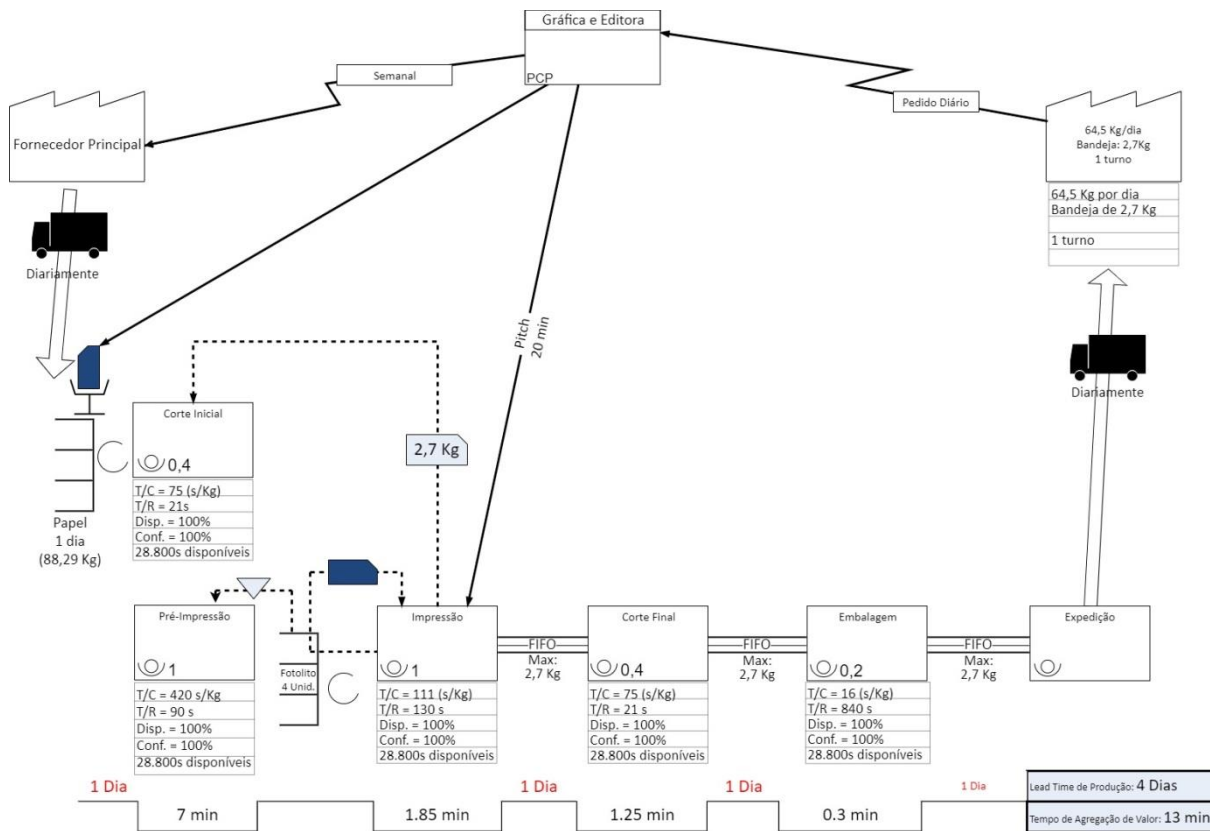 Gráfica e Editora
PCP
Semanal
Pedido Diário
Fornecedor Principal
64,5 Kg/dia
Bandeja: 2,7Kg
1 turno
64,5 Kg por dia
Bandeja de 2,7 Kg
1 turno
Diariamente
Pitch
20 min
Diariamente
Corte Inicial
0,4
T/C = 75 (s/Kg)
T/R = 21s
Disp. = 100%
Conf. = 100%
28.800s disponíveis
2,7 Kg
Papel
1 dia
(88,29 Kg)
Pré-Impressão
1
T/C = 420 s/Kg
T/R = 90 s
Disp. = 100%
Conf. = 100%
28.800s disponíveis
Fotolito
4 Unid.
Impressão
1
T/C = 111 (s/Kg)
T/R = 130 s
Disp. = 100%
Conf. = 100%
28.800s disponíveis
FIFO
Max:
2,7 Kg
Corte Final
0,4
T/C = 75 (s/Kg)
T/R = 21 s
Disp. = 100%
Conf. = 100%
28.800s disponíveis
FIFO
Max:
2,7 Kg
Embalagem
0,2
T/C = 16 (s/Kg)
T/R = 840 s
Disp. = 100%
Conf. = 100%
28.800s disponíveis
FIFO
Max:
2,7 Kg
Expedição
1 Dia
7 min
1.85 min
1 Dia
1.25 min
1 Dia
0.3 min
1 Dia
Lead Time de Produção: 4 Dias
Tempo de Agregação de Valor: 13 min